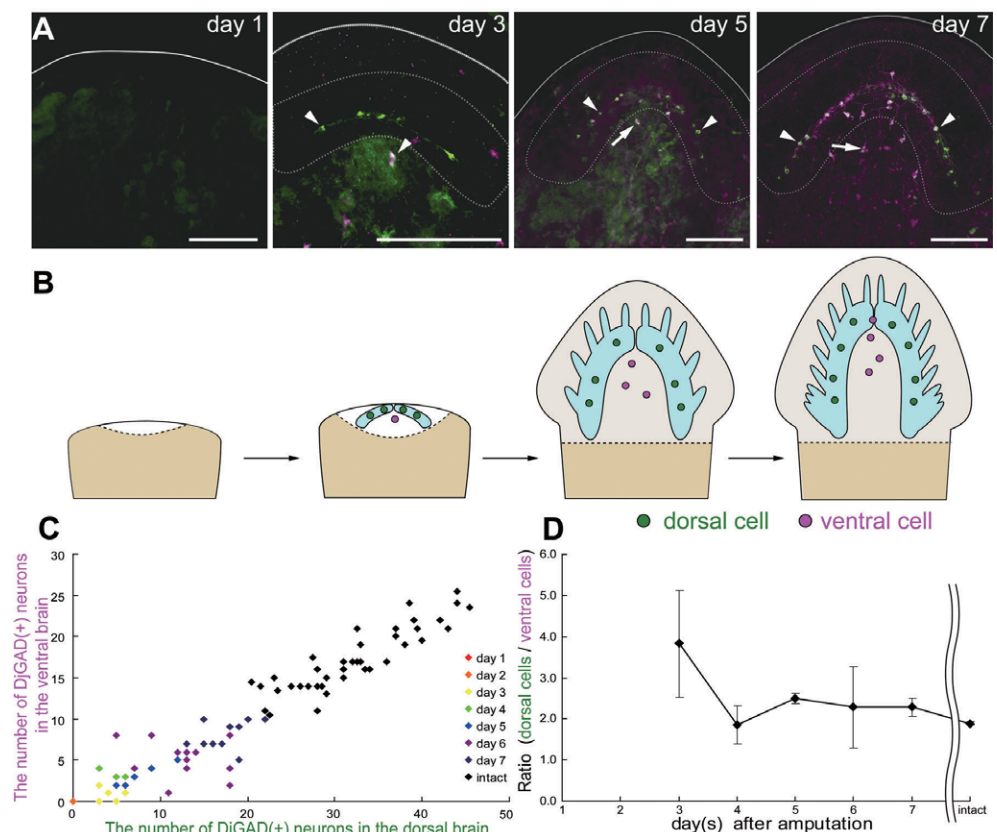 A
day 1
day 3
day 5
day 7
B
dorsal cell
ventral cell
C
The number of DjGAD(+) neurons
in the ventral brain
30
25
20
15
10
5
0
0
10
20
30
40
50
day 1
day 2
day 3
day 4
day 5
day 6
day 7
intact
The number of DjGAD(+) neurons in the dorsal brain
D
Ratio (dorsal cells / ventral cells)
6.0
5.0
4.0
3.0
2.0
1.0
0.0
1
2
3
4
5
6
7
intact
day(s) after amputation